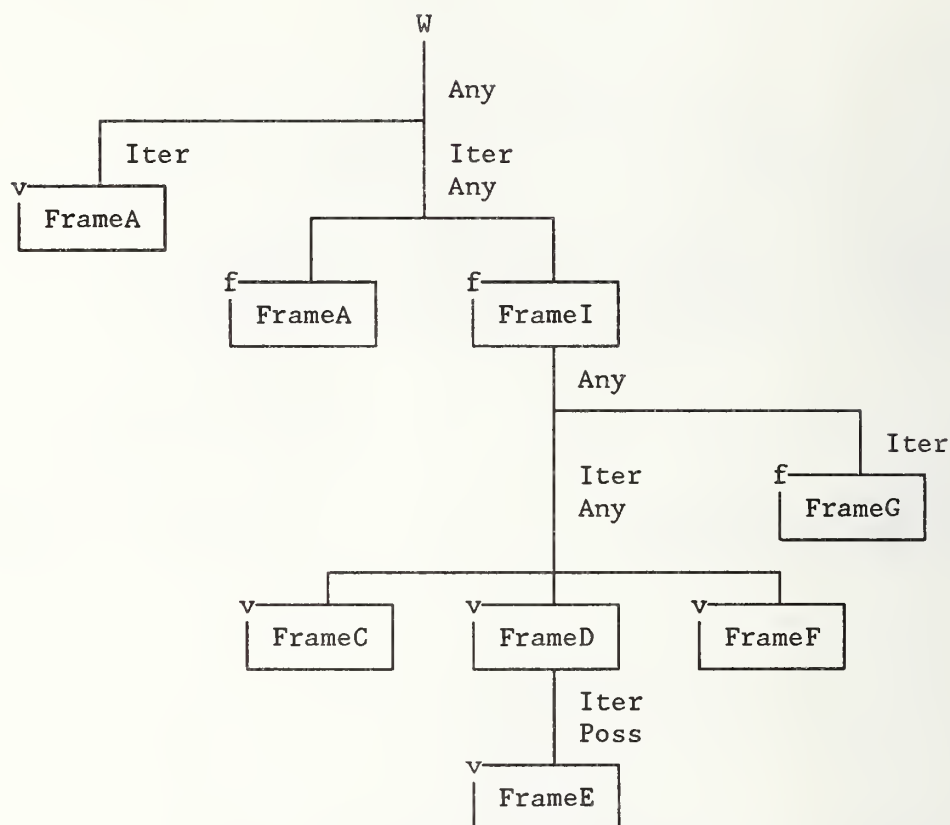 W
Any
Iter Iter
Any
v
FrameA
f f
FrameA FrameI
Any
Iter Iter
f
Any FrameG
v v v
FrameC FrameD FrameF
Iter
Poss
v
FrameE